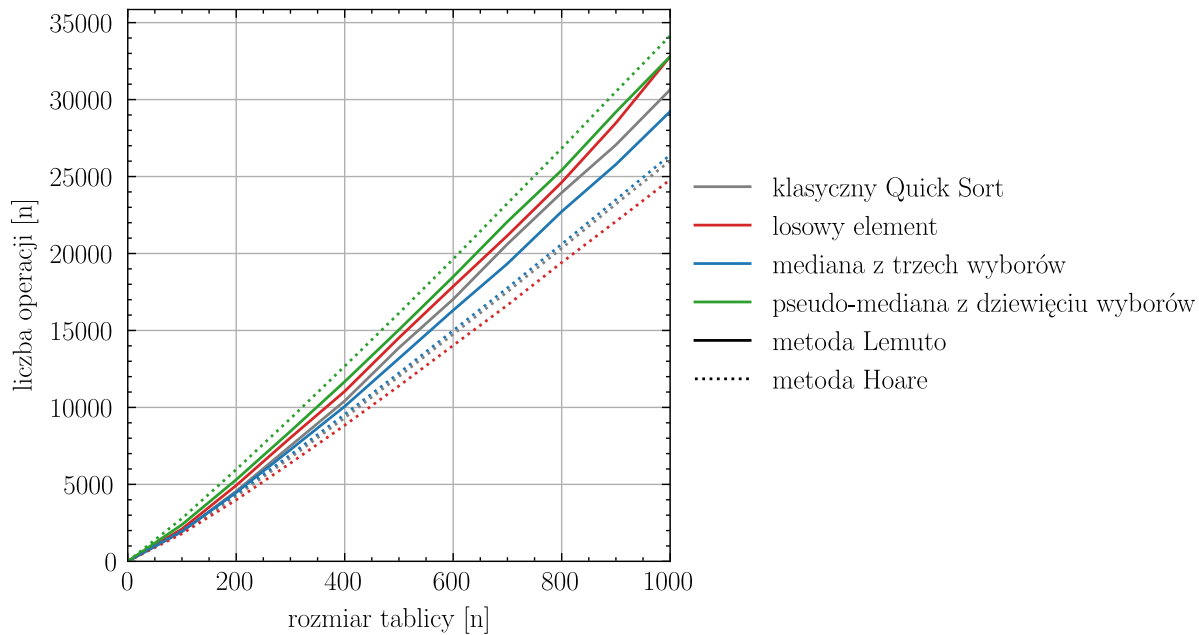 35000
30000
25000
20000
15000
10000
5000
0
liczba operacji [n]
0 200 400 600 800 1000
rozmiar tablicy [n]
klasyczny Quick Sort
losowy element
mediana z trzech wyborów
pseudo-mediana z dziewięciu wyborów
metoda Lemuto
metoda Hoare